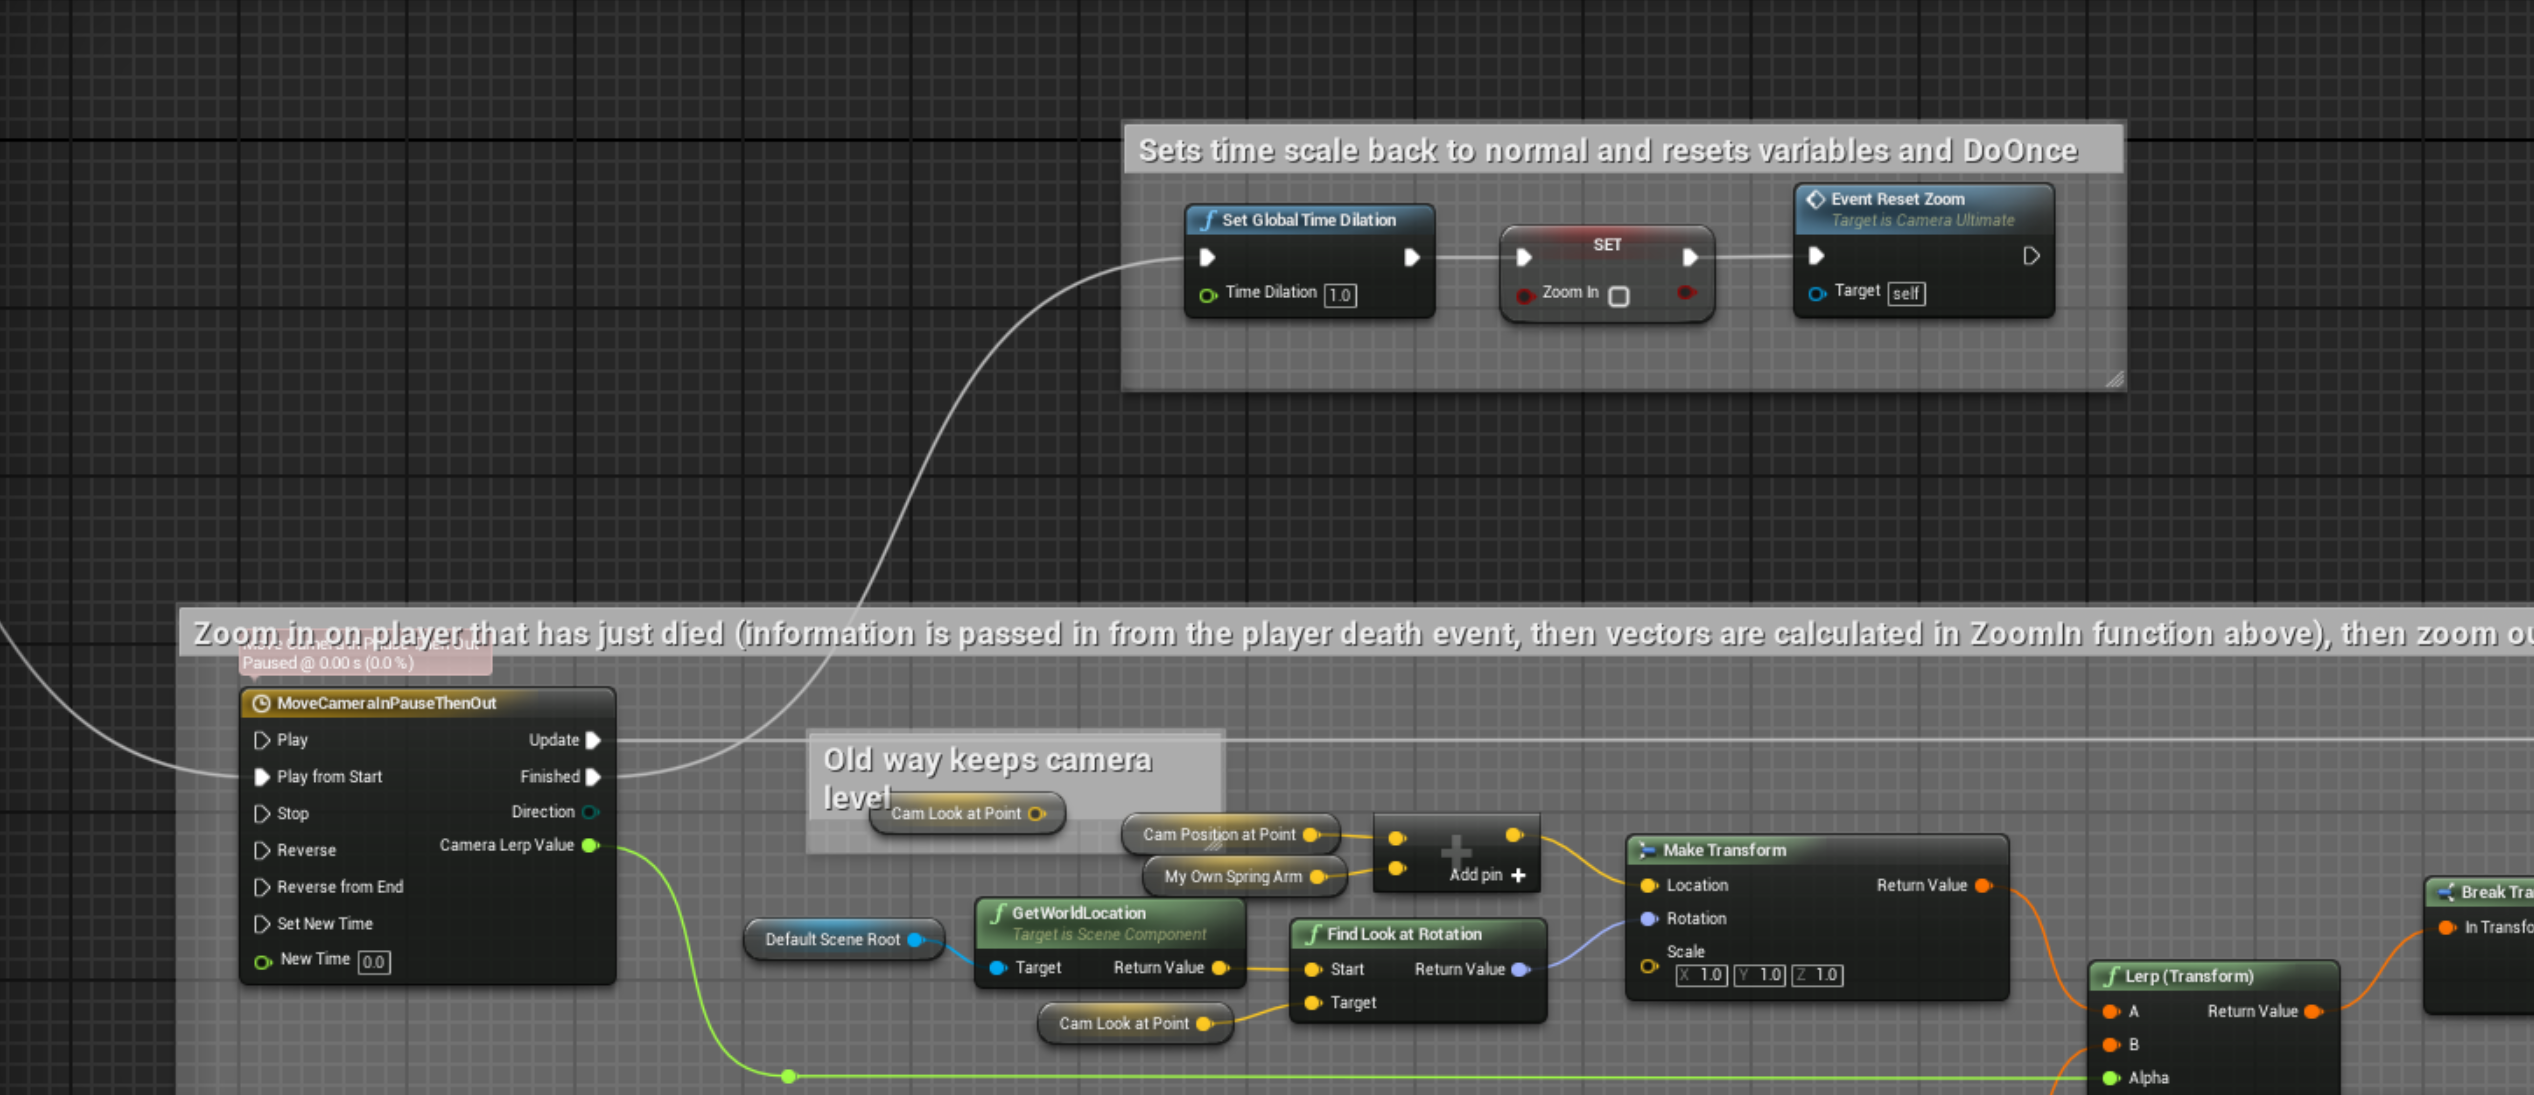 Sets time scale back to normal and resets variables and DoOnce
Set Global Time Dilation
Time Dilation 1.0
SET
Zoom In
Event Reset Zoom
Target is Camera Ultimate
Target self
Zoom in on player that has just died (information is passed in from the player death event, then vectors are calculated in ZoomIn function above), then zoom ou
Move Camera In Pause Then Out
Paused @ 0.00 s (0.0 %)
MoveCameraInPauseThenOut
Play
Update
Play from Start
Finished
Stop
Direction
Reverse
Camera Lerp Value
Reverse from End
Set New Time
New Time 0.0
Old way keeps camera
level
Cam Look at Point
Cam Position at Point
My Own Spring Arm
Add pin
Default Scene Root
GetWorldLocation
Target is Scene Component
Target
Return Value
Cam Look at Point
Find Look at Rotation
Start
Return Value
Target
Make Transform
Location
Return Value
Rotation
Scale
X 1.0 Y 1.0 Z 1.0
Lerp (Transform)
A
Return Value
B
Alpha
Break Tra
In Transfo